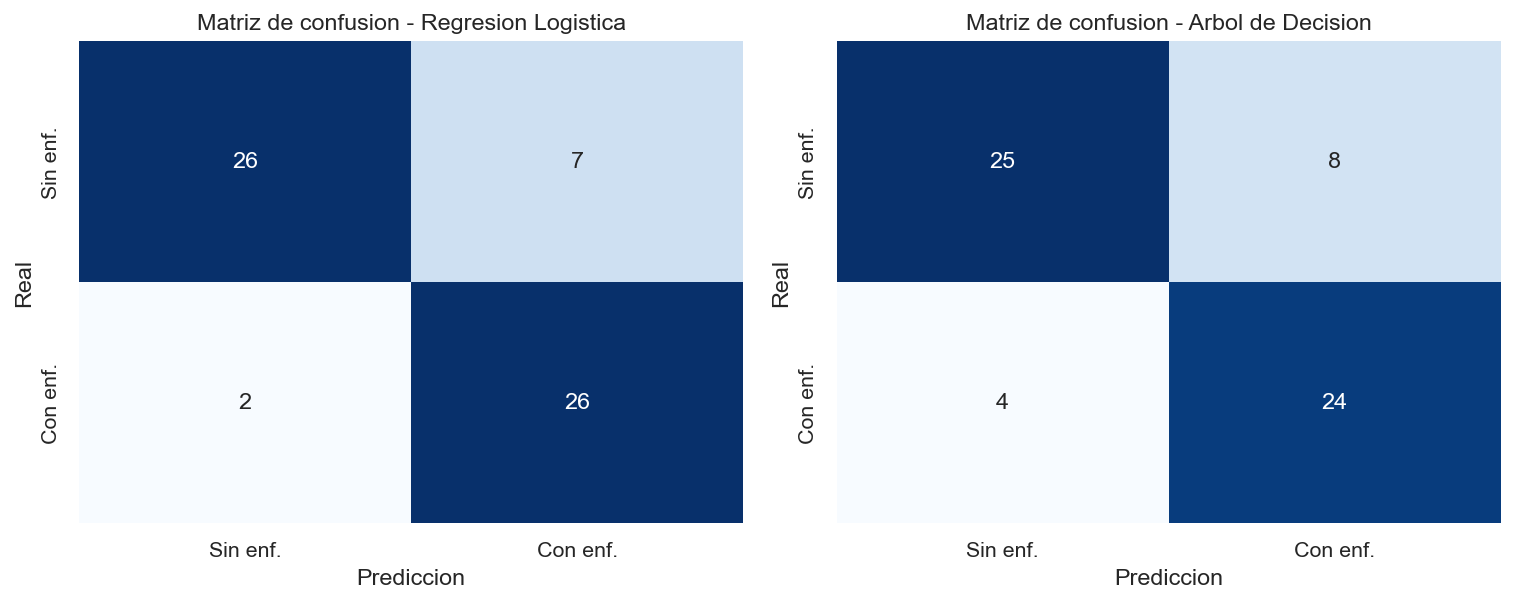 Matriz de confusion - Regresion Logistica
Real
Sin enf.
26
7
Con enf.
2
26
Sin enf.
Con enf.
Prediccion
Matriz de confusion - Arbol de Decision
Real
Sin enf.
25
8
Con enf.
4
24
Sin enf.
Con enf.
Prediccion